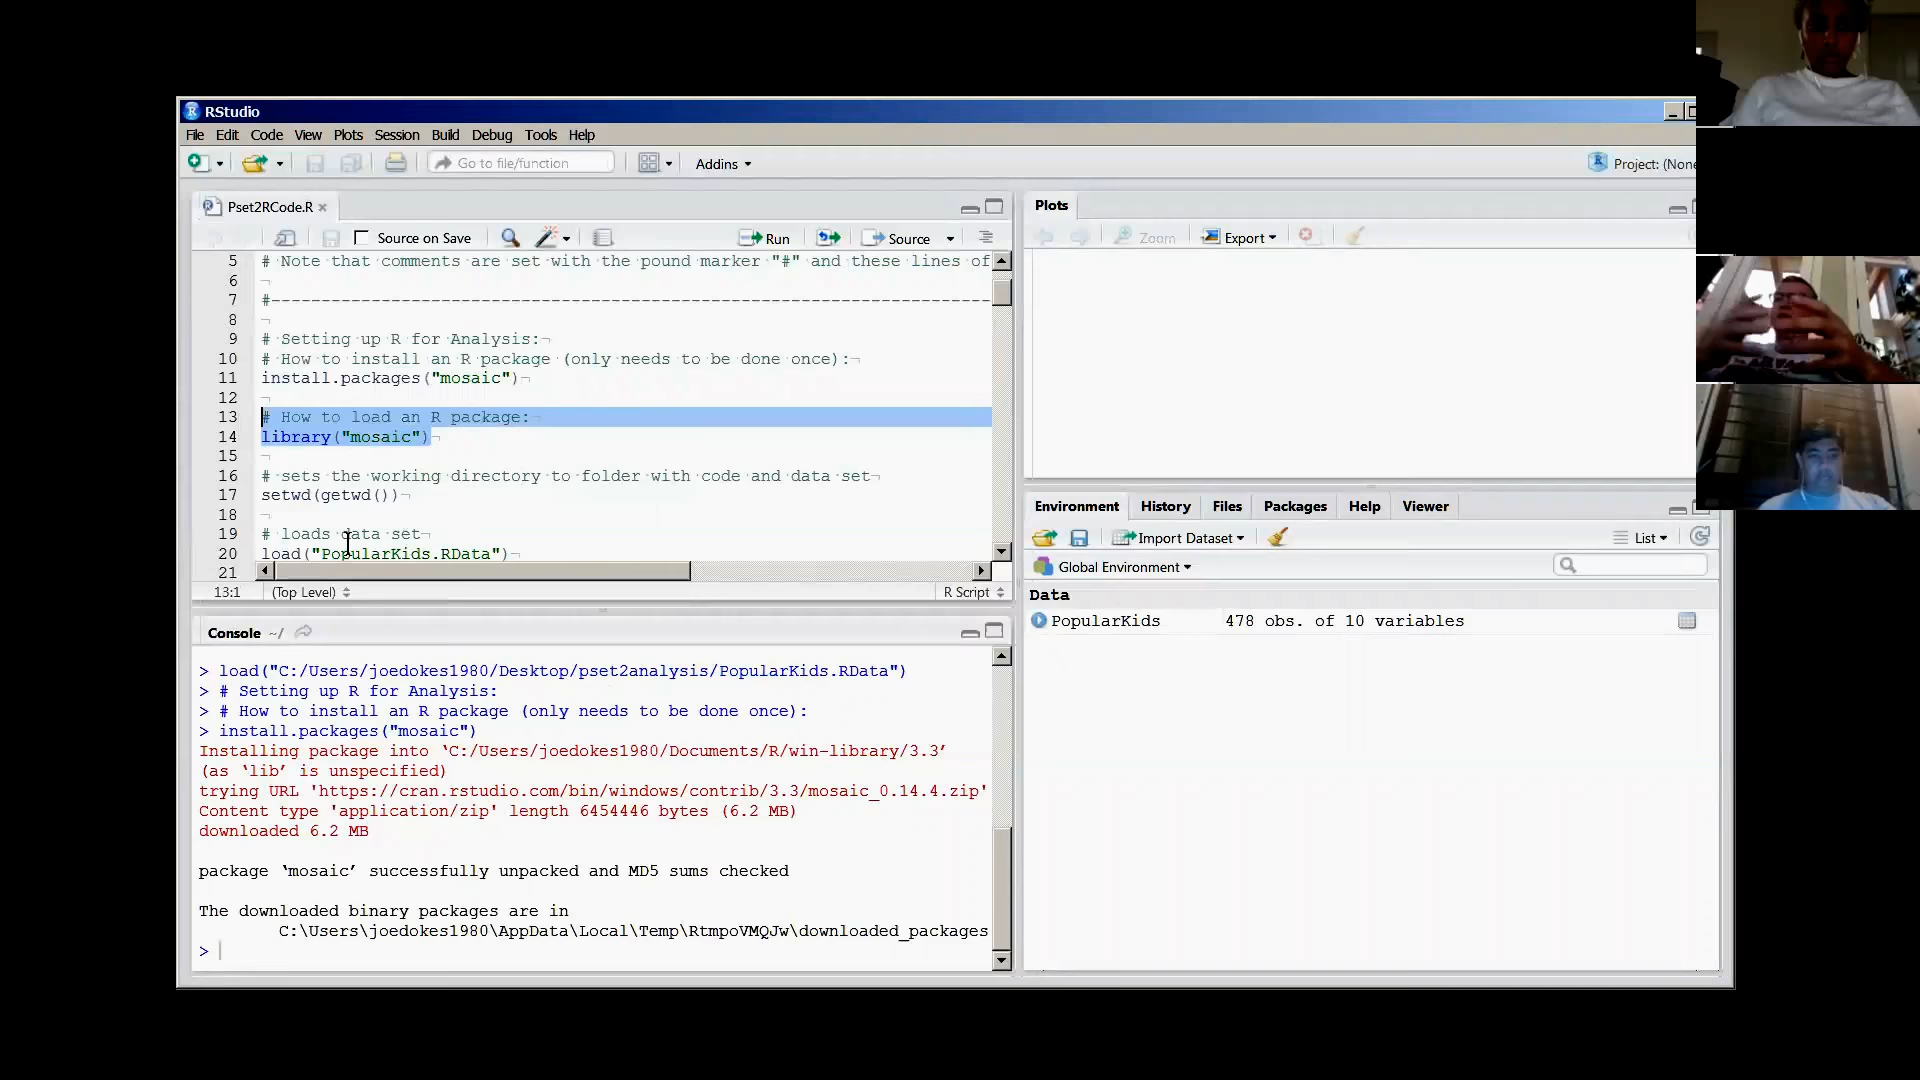 RStudio
File Edit Code View Plots Session Build Debug Tools Help
Go to file/function Addins Project: (None
Pset2RCode.R
Source on Save Run Source
5 # Note that comments are set with the pound marker "#" and these lines of
6
7 #------------------------------------------------------------------------
8
9 # Setting up R for Analysis:
10 # How to install an R package (only needs to be done once):
11 install.packages("mosaic")
12
13 # How to load an R package:
14 library("mosaic")
15
16 # sets the working directory to folder with code and data set
17 setwd(getwd())
18
19 # loads data set
20 load("PopularKids.RData")
21
13:1 (Top Level) R Script
Console ~/
> load("C:/Users/joedokes1980/Desktop/pset2analysis/PopularKids.RData")
> # Setting up R for Analysis:
> # How to install an R package (only needs to be done once):
> install.packages("mosaic")
Installing package into ‘C:/Users/joedokes1980/Documents/R/win-library/3.3’
(as ‘lib’ is unspecified)
trying URL 'https://cran.rstudio.com/bin/windows/contrib/3.3/mosaic_0.14.4.zip'
Content type 'application/zip' length 6454446 bytes (6.2 MB)
downloaded 6.2 MB
package ‘mosaic’ successfully unpacked and MD5 sums checked
The downloaded binary packages are in
C:\Users\joedokes1980\AppData\Local\Temp\RtmpoVMQJw\downloaded_packages
>
Plots
Zoom Export
Environment History Files Packages Help Viewer
Import Dataset List
Global Environment
Data
PopularKids 478 obs. of 10 variables